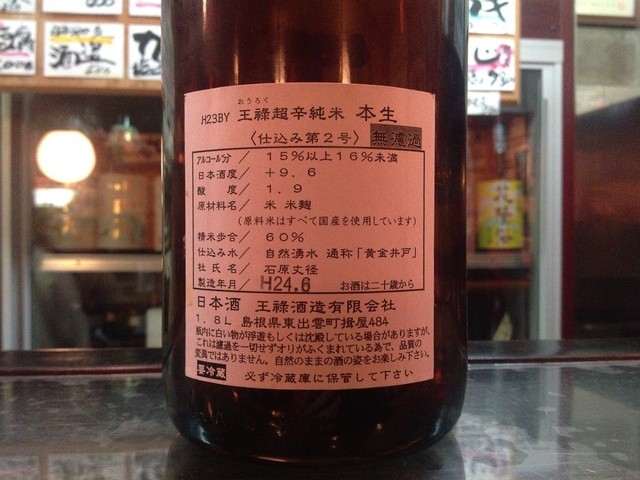 おうろく
H23BY 王祿超辛純米 本生
〈仕込み第２号〉 無濾過
アルコール分／ １５％以上１６％未満
日本酒度／ ＋９．６
酸　度／ １．９
原材料名／ 米 米麹
（原料米はすべて国産を使用しています）
精米歩合／ ６０％
仕込み水／ 自然湧水 通称「黄金井戸」
杜氏名／ 石原丈径
製造年月／ H24.6 お酒は二十歳から
日本酒 王祿酒造有限会社
１．８Ｌ 島根県東出雲町揖屋484
瓶内に白い物が浮遊もしくは沈殿している場合がありますが、
これは濾過を一切せずオリがふくまれている為で、品質の
変異ではありません。自然のままの酒の姿をお楽しみ下さい。
要冷蔵 必ず冷蔵庫に保管して下さい